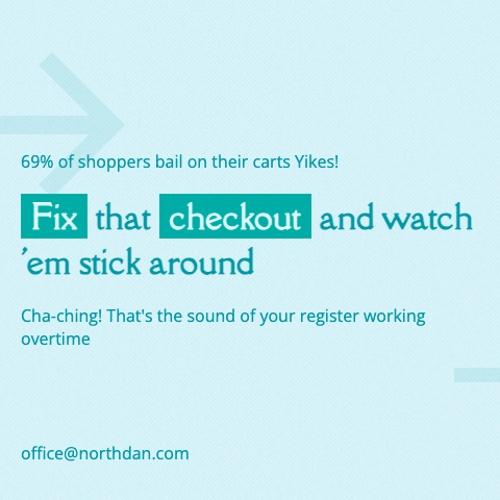 69% of shoppers bail on their carts Yikes!
Fix that checkout and watch
'em stick around
Cha-ching! That's the sound of your register working
overtime
office@northdan.com